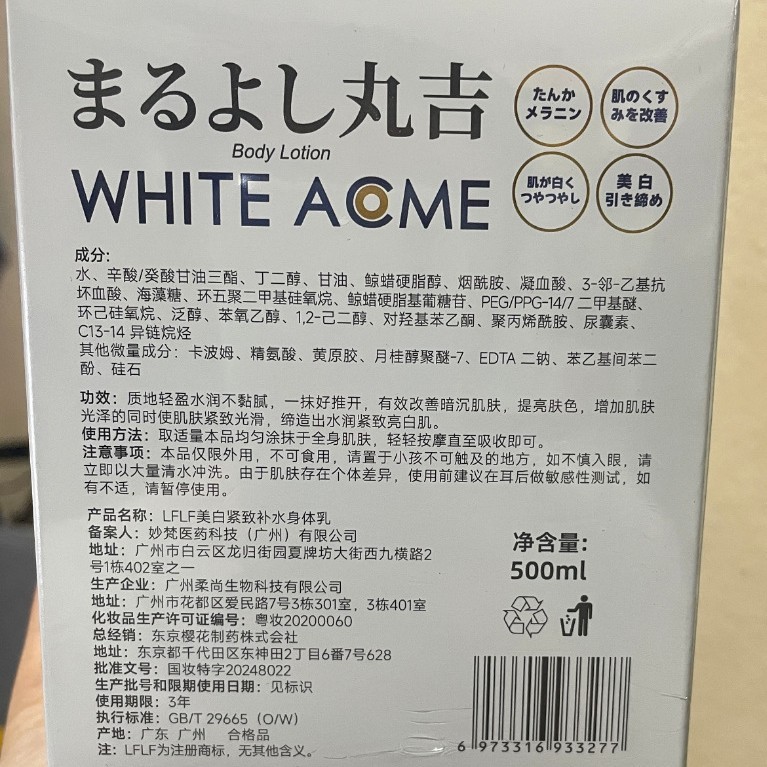 まるよし丸吉
Body Lotion
WHITE ACME
たんか
メラニン
肌のくす
みを改善
肌が白く
つやつやし
美白
引き締め
成分:
水、辛酸/癸酸甘油三酯、丁二醇、甘油、鲸蜡硬脂醇、烟酰胺、凝血酸、3-邻-乙基抗
坏血酸、海藻糖、环五聚二甲基硅氧烷、鲸蜡硬脂基葡糖苷、PEG/PPG-14/7 二甲基醚、
环己硅氧烷、泛醇、苯氧乙醇、1,2-己二醇、对羟基苯乙酮、聚丙烯酰胺、尿囊素、
C13-14 异链烷烃
其他微量成分：卡波姆、精氨酸、黄原胶、月桂醇聚醚-7、EDTA 二钠、苯乙基间苯二
酚、硅石
功效：质地轻盈水润不黏腻，一抹好推开，有效改善暗沉肌肤，提亮肤色，增加肌肤
光泽的同时使肌肤紧致光滑，缔造出水润紧致亮白肌。
使用方法：取适量本品均匀涂抹于全身肌肤，轻轻按摩直至吸收即可。
注意事项：本品仅限外用，不可食用，请置于小孩不可触及的地方，如不慎入眼，请
立即以大量清水冲洗。由于肌肤存在个体差异，使用前建议在耳后做敏感性测试，如
有不适，请暂停使用。
产品名称：LFLF美白紧致补水身体乳
备案人：妙梵医药科技（广州）有限公司
地址：广州市白云区龙归街园夏牌坊大街西九横路2
号1栋402室之一
生产企业：广州柔尚生物科技有限公司
地址：广州市花都区爱民路7号3栋301室，3栋401室
化妆品生产许可证编号：粤妆20200060
总经销：东京樱花制药株式会社
地址：东京都千代田区东神田2丁目6番7号628
批准文号：国妆特字20248022
生产批号和限期使用日期：见标识
使用期限：3年
执行标准：GB/T 29665（O/W）
产地：广东 广州 合格品
注：LFLF为注册商标，无其他含义。
净含量：
500ml
6 973316 933277